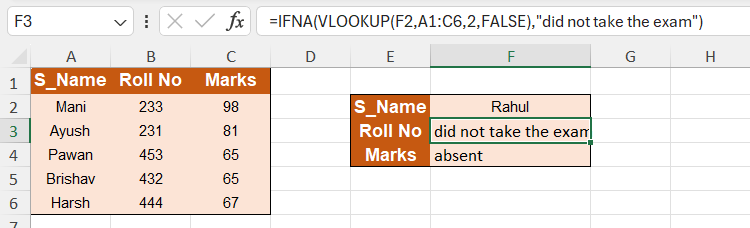 F3 fx =IFNA(VLOOKUP(F2,A1:C6,2,FALSE),"did not take the exam")
A B C D E F G H
1 S_Name Roll No Marks
2 Mani 233 98 S_Name Rahul
3 Ayush 231 81 Roll No did not take the exam
4 Pawan 453 65 Marks absent
5 Brishav 432 65
6 Harsh 444 67
7